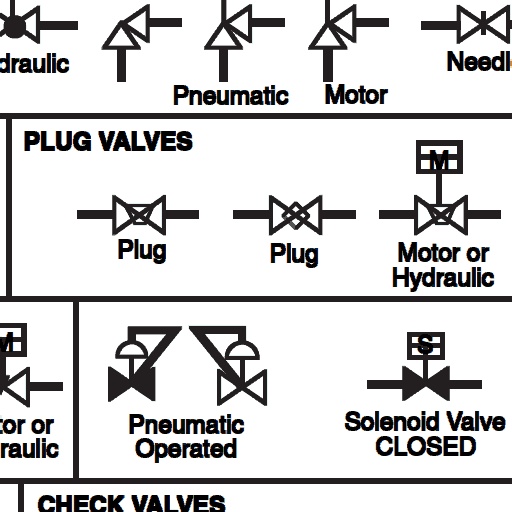 draulic
Pneumatic
Motor
Needl
PLUG VALVES
M
Plug
Plug
Motor or
Hydraulic
M
tor or
raulic
Pneumatic
Operated
S
Solenoid Valve
CLOSED
CHECK VALVES